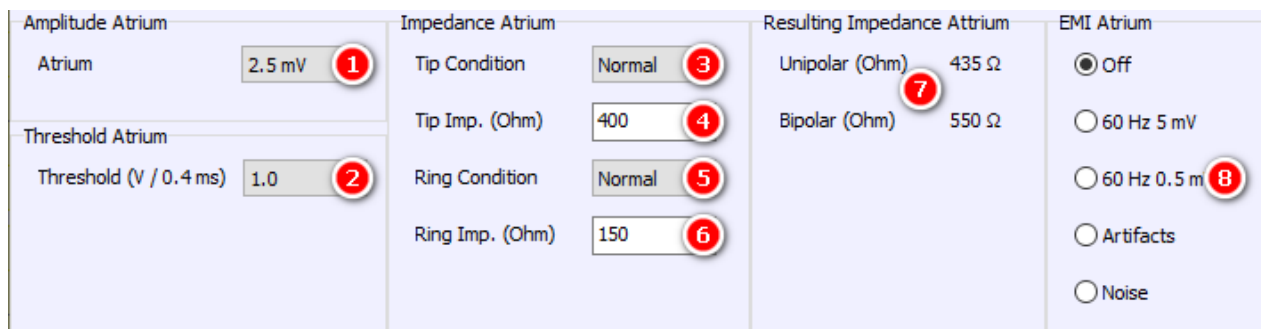 Amplitude Atrium
Atrium 2.5 mV 1
Threshold Atrium
Threshold (V / 0.4 ms) 1.0 2
Impedance Atrium
Tip Condition Normal 3
Tip Imp. (Ohm) 400 4
Ring Condition Normal 5
Ring Imp. (Ohm) 150 6
Resulting Impedance Attrium
Unipolar (Ohm) 435 Ω
7
Bipolar (Ohm) 550 Ω
EMI Atrium
Off
60 Hz 5 mV
60 Hz 0.5 m 8
Artifacts
Noise